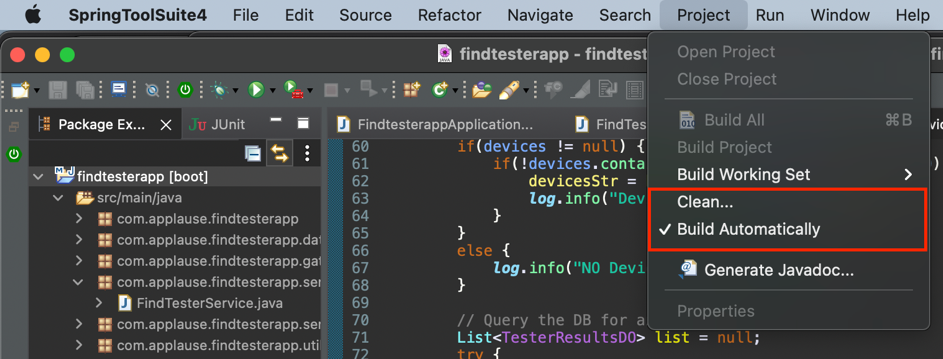 SpringToolSuite4 File Edit Source Refactor Navigate Search Project Run Window Help
findtesterapp - findtes
Open Project
Close Project
Build All ⌘B
Build Project
Build Working Set
Clean...
Build Automatically
Generate Javadoc...
Properties
Package Ex... JUnit
findtesterapp [boot]
src/main/java
com.applause.findtesterapp
com.applause.findtesterapp.dat
com.applause.findtesterapp.gat
com.applause.findtesterapp.ser
FindTesterService.java
com.applause.findtesterapp.ser
com.applause.findtesterapp.util
FindtesterappApplication... FindTes
60 if(devices != null) {
61 if(!devices.conta )
62 devicesStr =
63 log.info("Dev
64 }
65 }
66 else {
67 log.info("NO Devi
68 }
69
70 // Query the DB for a
71 List<TesterResultsDO> list = null;
72 try {